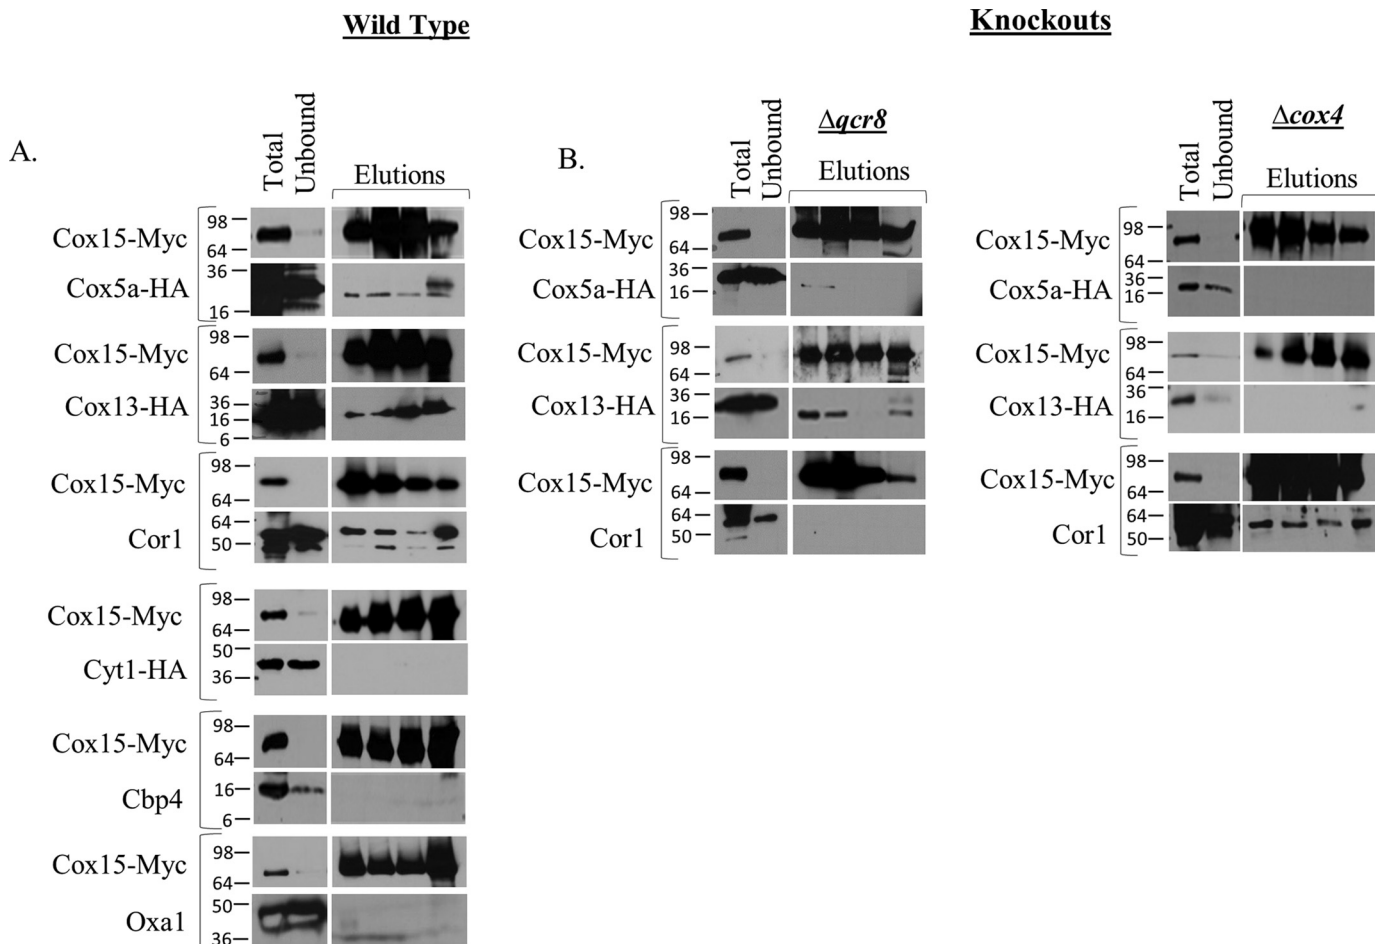 Wild Type
Knockouts
A.
Total
Unbound
Elutions
Cox15-Myc
98
64
Cox5a-HA
36
16
Cox15-Myc
98
64
Cox13-HA
36
16
6
Cox15-Myc
98
64
Cor1
64
50
Cox15-Myc
98
64
Cyt1-HA
50
36
Cox15-Myc
98
64
Cbp4
16
6
Cox15-Myc
98
64
Oxa1
50
36
B.
Total
Unbound
Δqcr8
Elutions
Cox15-Myc
98
64
Cox5a-HA
36
16
Cox15-Myc
98
64
Cox13-HA
36
16
Cox15-Myc
98
64
Cor1
64
50
Total
Unbound
Δcox4
Elutions
Cox15-Myc
98
64
Cox5a-HA
36
16
Cox15-Myc
98
64
Cox13-HA
36
16
Cox15-Myc
98
64
Cor1
64
50